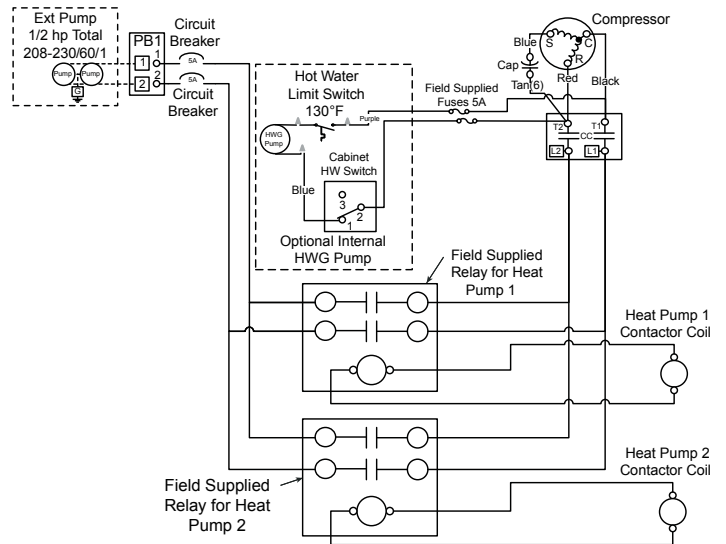 Ext Pump
1/2 hp Total
208-230/60/1
Pump
Pump
G
PB1
1
1
2
2
Circuit
Breaker
5A
5A
Circuit
Breaker
Hot Water
Limit Switch
130°F
HWG
Pump
Purple
Blue
Cabinet
HW Switch
3
2
1
Optional Internal
HWG Pump
Field Supplied
Fuses 5A
Compressor
Blue
S
C
R
Cap
Tan(6)
Red
Black
T2
T1
CC
L2
L1
Field Supplied
Relay for Heat
Pump 1
Heat Pump 1
Contactor Coil
Field Supplied
Relay for Heat
Pump 2
Heat Pump 2
Contactor Coil